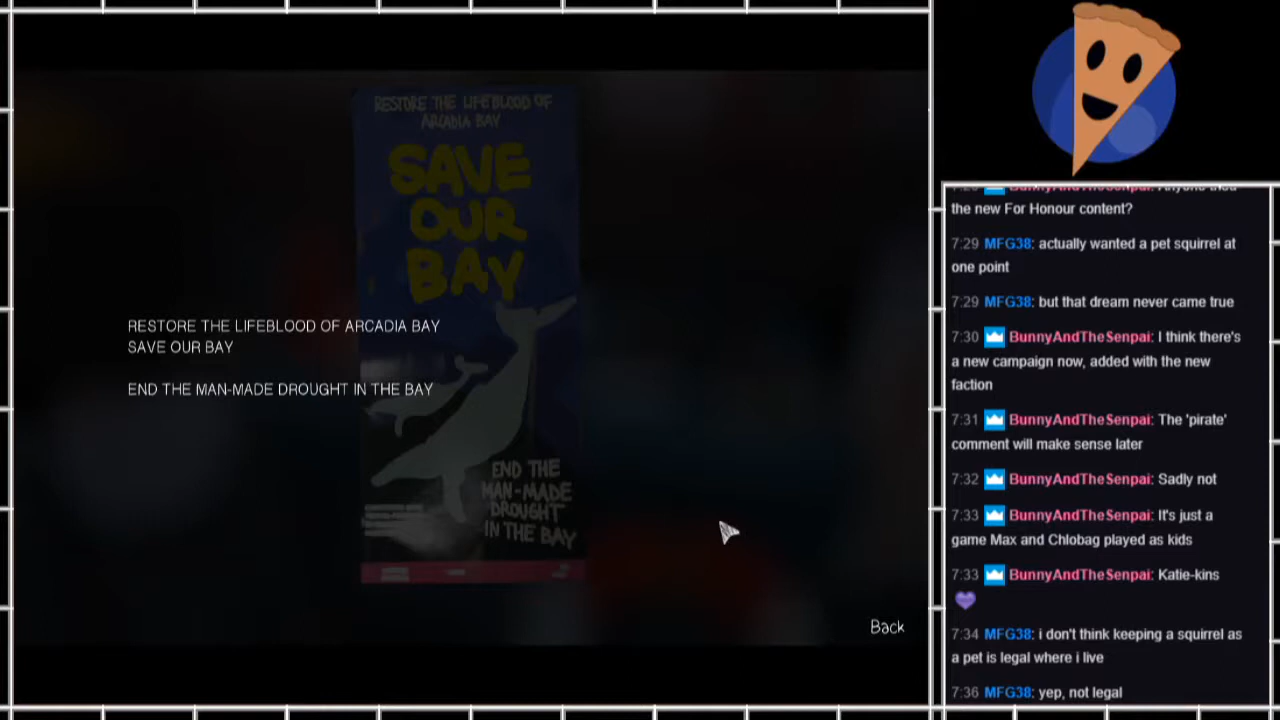 RESTORE THE LIFEBLOOD OF
ARCADIA BAY
SAVE
OUR
BAY
RESTORE THE LIFEBLOOD OF ARCADIA BAY
SAVE OUR BAY
END THE MAN-MADE DROUGHT IN THE BAY
END THE
MAN-MADE
DROUGHT
IN THE BAY
Back
BunnyAndTheSenpai: Anyone tried
the new For Honour content?
7:29 MFG38: actually wanted a pet squirrel at
one point
7:29 MFG38: but that dream never came true
7:30 BunnyAndTheSenpai: I think there's
a new campaign now, added with the new
faction
7:31 BunnyAndTheSenpai: The 'pirate'
comment will make sense later
7:32 BunnyAndTheSenpai: Sadly not
7:33 BunnyAndTheSenpai: It's just a
game Max and Chlobag played as kids
7:33 BunnyAndTheSenpai: Katie-kins
7:34 MFG38: i don't think keeping a squirrel as
a pet is legal where i live
7:36 MFG38: yep, not legal